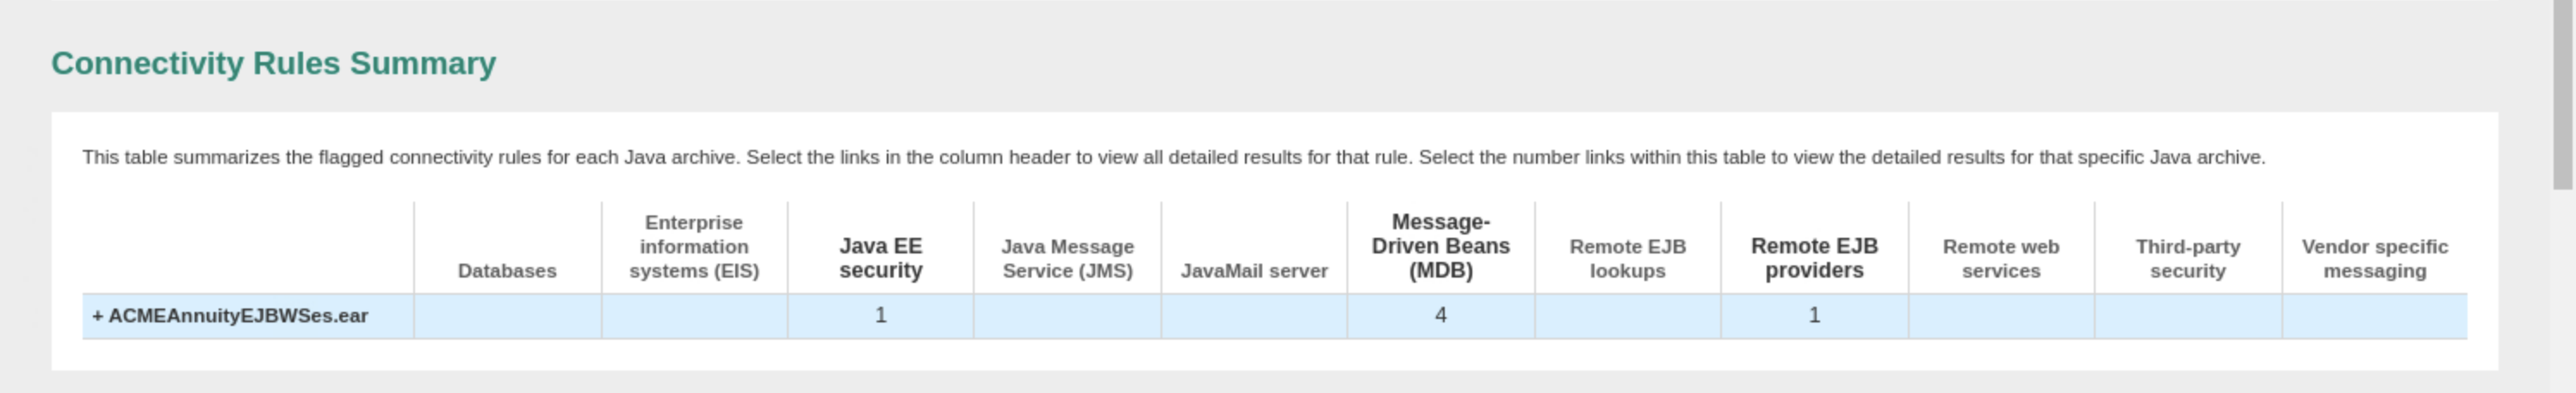 Connectivity Rules Summary
This table summarizes the flagged connectivity rules for each Java archive. Select the links in the column header to view all detailed results for that rule. Select the number links within this table to view the detailed results for that specific Java archive.
Databases
Enterprise
information
systems (EIS)
Java EE
security
Java Message
Service (JMS)
JavaMail server
Message-
Driven Beans
(MDB)
Remote EJB
lookups
Remote EJB
providers
Remote web
services
Third-party
security
Vendor specific
messaging
+ ACMEAnnuityEJBWSes.ear 1 4 1